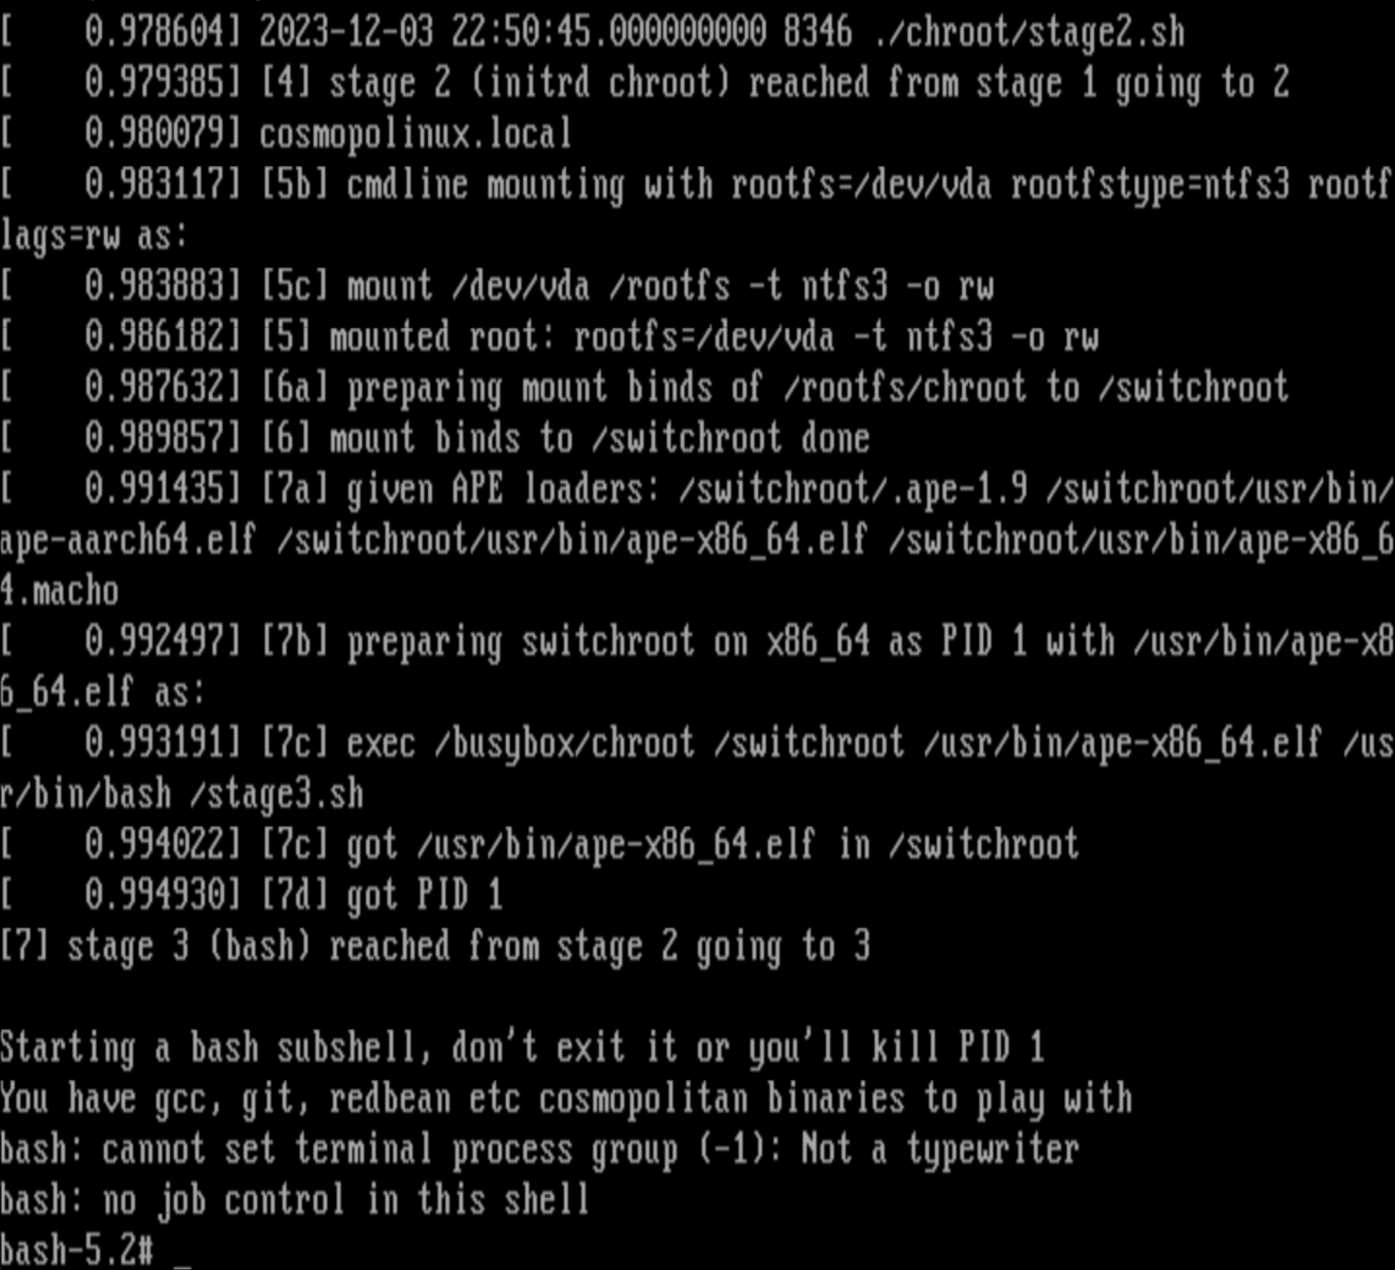 [    0.978604] 2023-12-03 22:50:45.000000000 8346 ./chroot/stage2.sh
[    0.979385] [4] stage 2 (initrd chroot) reached from stage 1 going to 2
[    0.980079] cosmopolinux.local
[    0.983117] [5b] cmdline mounting with rootfs=/dev/vda rootfstype=ntfs3 rootf
lags=rw as:
[    0.983883] [5c] mount /dev/vda /rootfs -t ntfs3 -o rw
[    0.986182] [5] mounted root: rootfs=/dev/vda -t ntfs3 -o rw
[    0.987632] [6a] preparing mount binds of /rootfs/chroot to /switchroot
[    0.989857] [6] mount binds to /switchroot done
[    0.991435] [7a] given APE loaders: /switchroot/.ape-1.9 /switchroot/usr/bin/
ape-aarch64.elf /switchroot/usr/bin/ape-x86_64.elf /switchroot/usr/bin/ape-x86_6
4.macho
[    0.992497] [7b] preparing switchroot on x86_64 as PID 1 with /usr/bin/ape-x8
6_64.elf as:
[    0.993191] [7c] exec /busybox/chroot /switchroot /usr/bin/ape-x86_64.elf /us
r/bin/bash /stage3.sh
[    0.994022] [7c] got /usr/bin/ape-x86_64.elf in /switchroot
[    0.994930] [7d] got PID 1
[7] stage 3 (bash) reached from stage 2 going to 3

Starting a bash subshell, don't exit it or you'll kill PID 1
You have gcc, git, redbean etc cosmopolitan binaries to play with
bash: cannot set terminal process group (-1): Not a typewriter
bash: no job control in this shell
bash-5.2# _